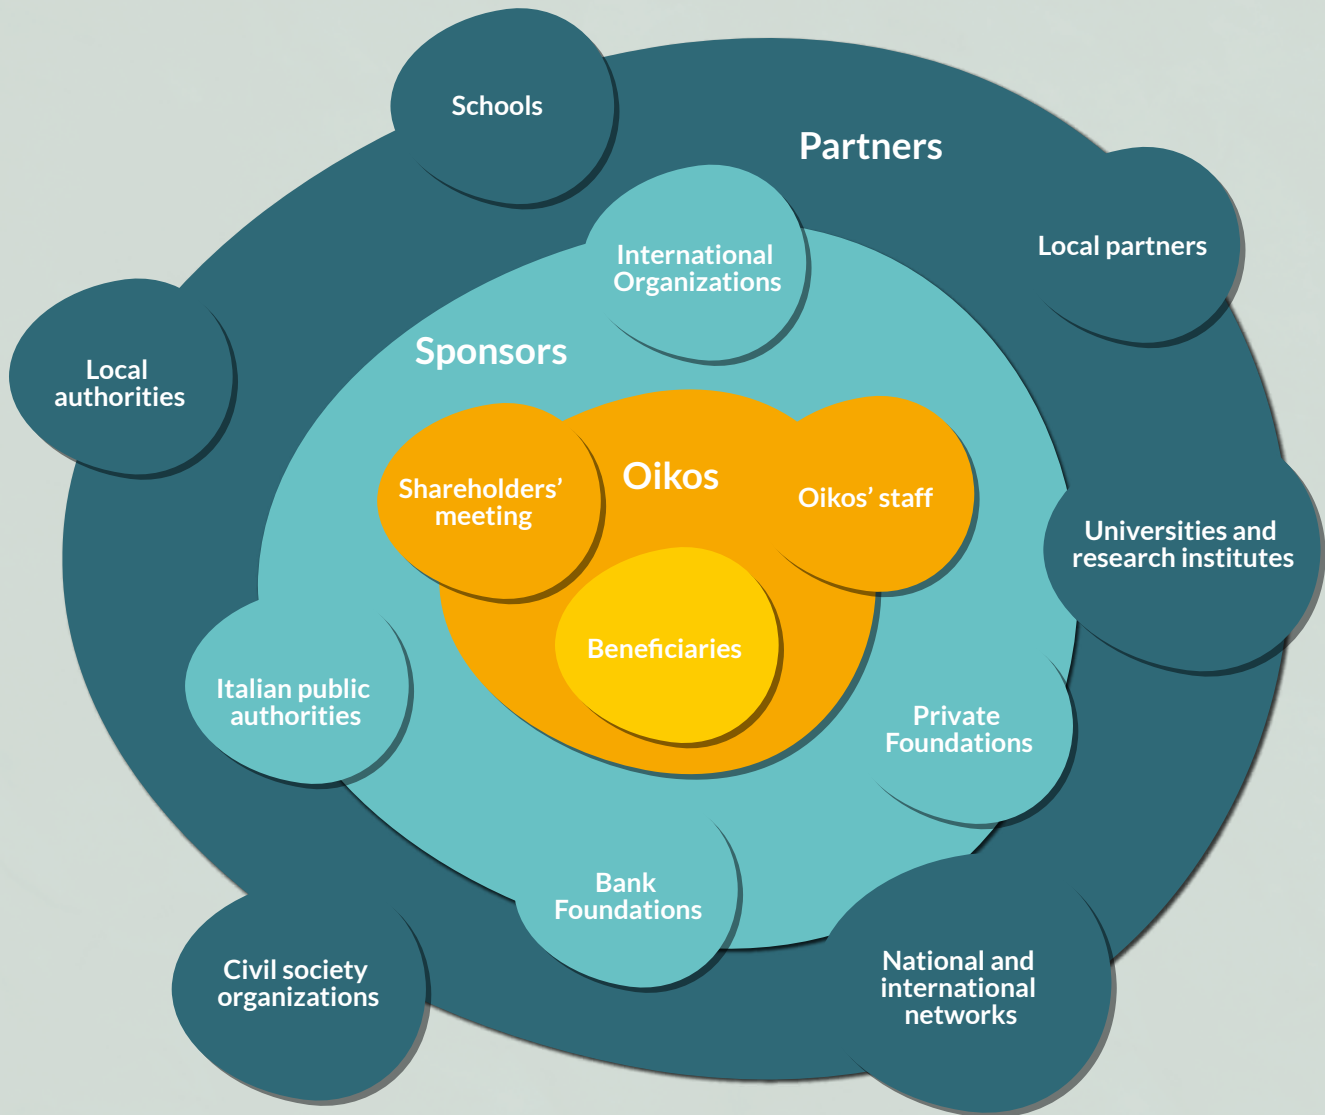 Schools
Partners
Local partners
International
Organizations
Sponsors
Local
authorities
Oikos
Shareholders’
meeting
Oikos’ staff
Universities and
research institutes
Beneficiaries
Italian public
authorities
Private
Foundations
Bank
Foundations
Civil society
organizations
National and
international
networks